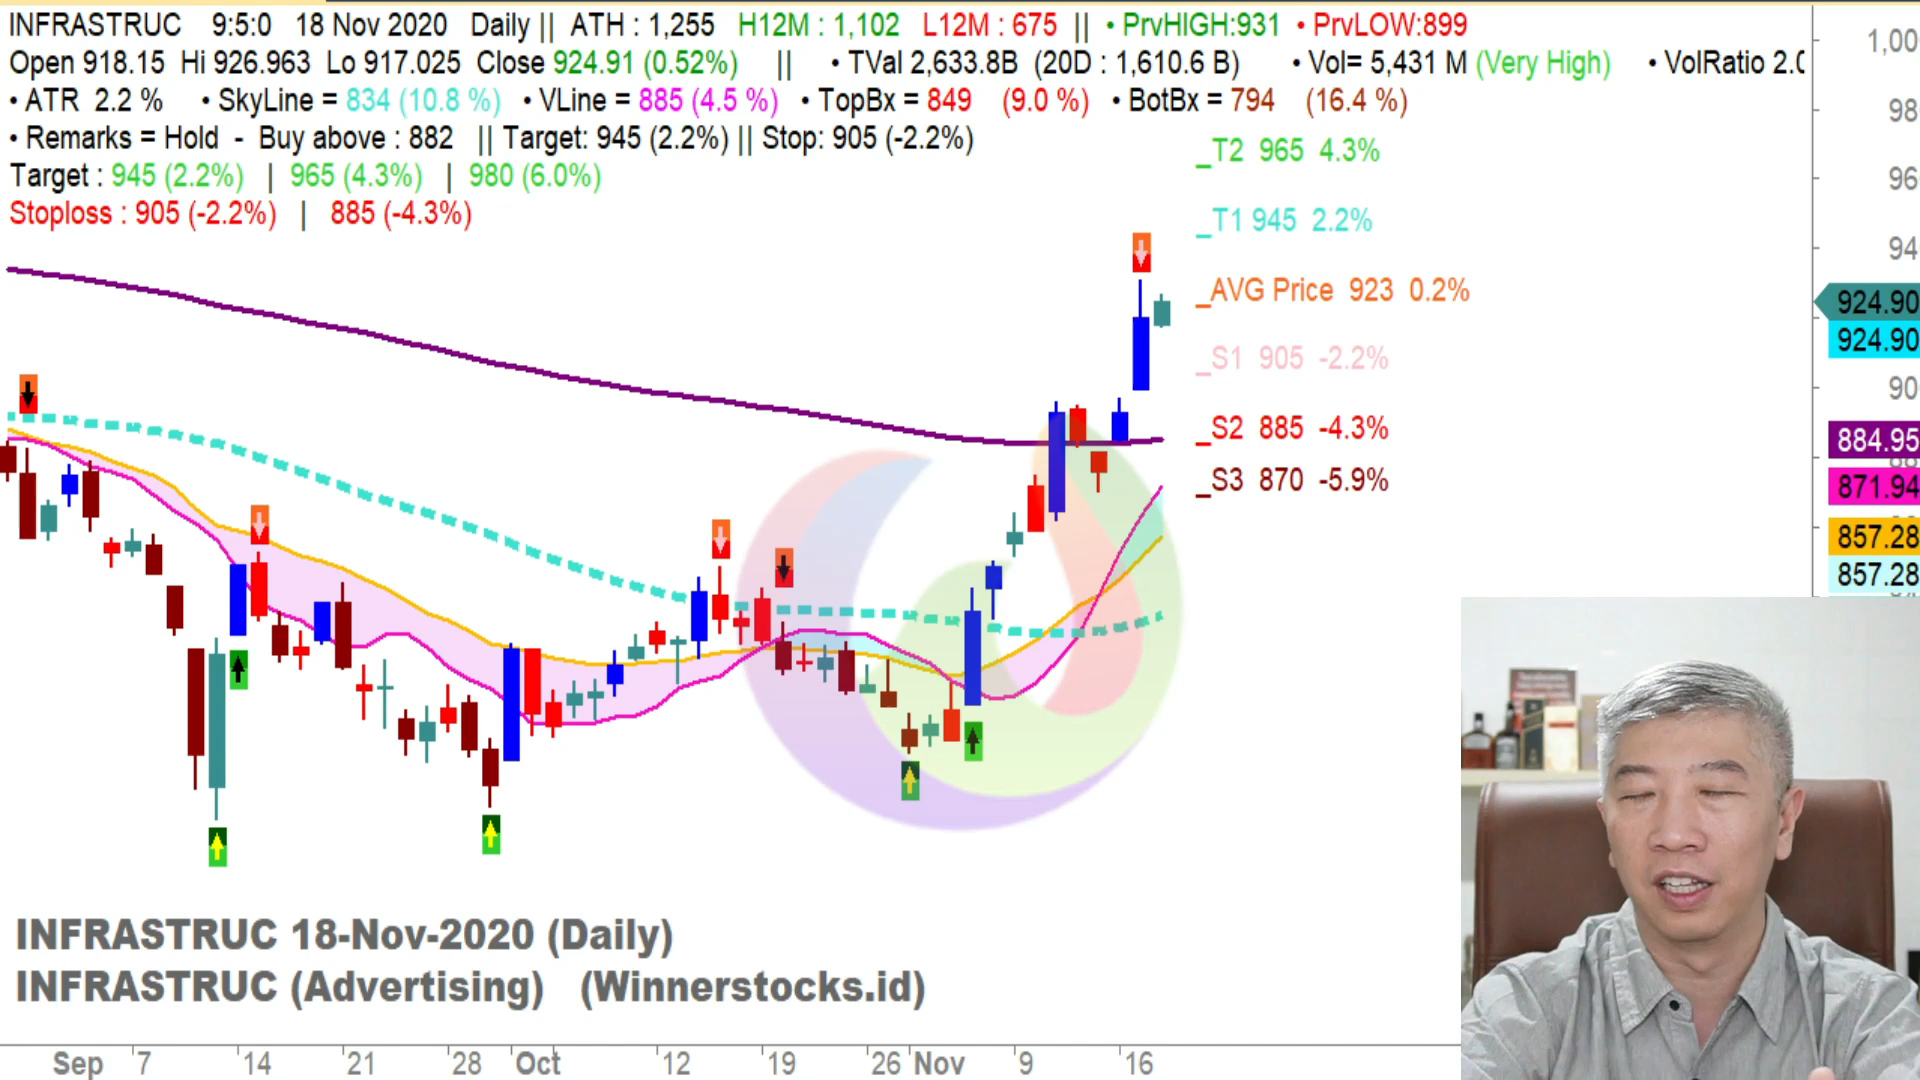 INFRASTRUC 9:5:0 18 Nov 2020 Daily || ATH : 1,255 H12M : 1,102 L12M : 675 || • PrvHIGH:931 • PrvLOW:899
Open 918.15 Hi 926.963 Lo 917.025 Close 924.91 (0.52%) || • TVal 2,633.8B (20D : 1,610.6 B) • Vol= 5,431 M (Very High) • VolRatio 2.0
• ATR 2.2 % • SkyLine = 834 (10.8 %) • VLine = 885 (4.5 %) • TopBx = 849 (9.0 %) • BotBx = 794 (16.4 %)
• Remarks = Hold - Buy above : 882 || Target: 945 (2.2%) || Stop: 905 (-2.2%)
Target : 945 (2.2%) | 965 (4.3%) | 980 (6.0%)
Stoploss : 905 (-2.2%) | 885 (-4.3%)
_T2 965 4.3%
_T1 945 2.2%
_AVG Price 923 0.2%
_S1 905 -2.2%
_S2 885 -4.3%
_S3 870 -5.9%
1,00
98
96
94
924.90
924.90
90
884.95
871.94
857.28
857.28
INFRASTRUC 18-Nov-2020 (Daily)
INFRASTRUC (Advertising) (Winnerstocks.id)
Sep 7 14 21 28 Oct 12 19 26 Nov 9 16